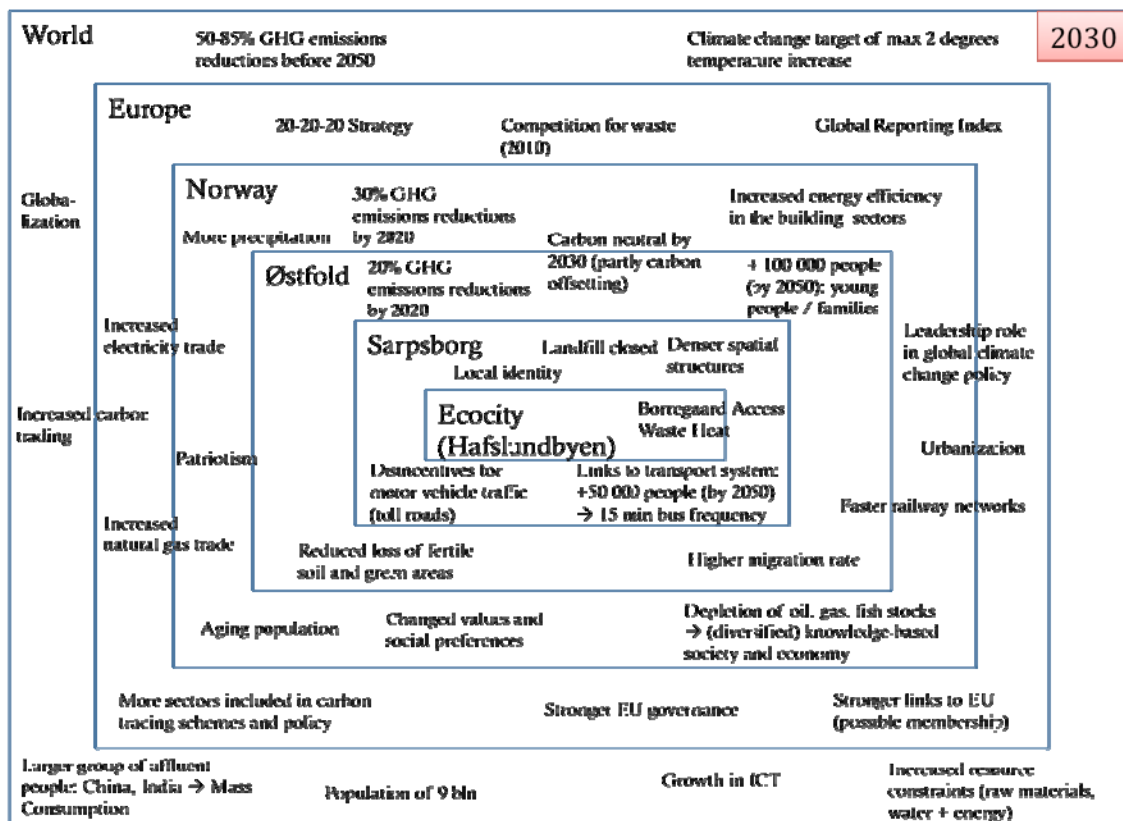 World
50-85% GHG emissions
reductions before 2050
Climate change target of max 2 degrees
temperature increase
2030
Europe
20-20-20 Strategy
Competition for waste
(2010)
Global Reporting Index
Globa-
lization
Norway
30% GHG
emissions reductions
by 2020
Increased energy efficiency
in the building sectors
More precipitation
Carbon neutral by
2030 (partly carbon
offsetting)
Østfold
20% GHG
emissions reductions
by 2020
+ 100 000 people
(by 2050): young
people / families
Increased
electricity trade
Sarpsborg
Landfill closed
Denser spatial
structures
Local identity
Leadership role
in global climate
change policy
Increased carbon
trading
Ecocity
(Hafslundbyen)
Borregaard Access
Waste Heat
Patriotism
Urbanization
Disincentives for
motor vehicle traffic
(toll roads)
Links to transport system:
+50 000 people (by 2050)
→ 15 min bus frequency
Increased
natural gas trade
Faster railway networks
Reduced loss of fertile
soil and green areas
Higher migration rate
Aging population
Changed values and
social preferences
Depletion of oil, gas, fish stocks
→ (diversified) knowledge-based
society and economy
More sectors included in carbon
tracing schemes and policy
Stronger EU governance
Stronger links to EU
(possible membership)
Larger group of affluent
people: China, India → Mass
Consumption
Population of 9 bln
Growth in ICT
Increased resource
constraints (raw materials,
water + energy)